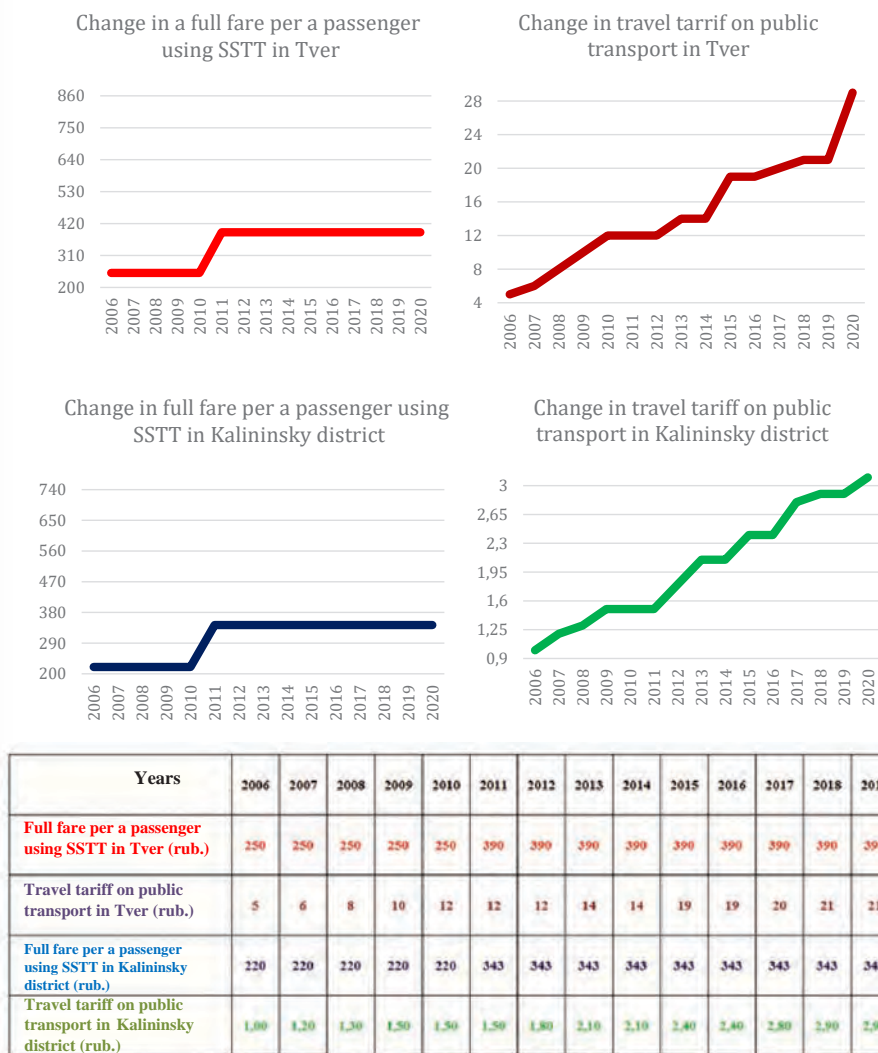 Change in a full fare per a passenger
using SSTT in Tver
860
750
640
530
420
310
200
2006 2007 2008 2009 2010 2011 2012 2013 2014 2015 2016 2017 2018 2019 2020
Change in travel tarrif on public
transport in Tver
28
24
20
16
12
8
4
2006 2007 2008 2009 2010 2011 2012 2013 2014 2015 2016 2017 2018 2019 2020
Change in full fare per a passenger using
SSTT in Kalininsky district
740
650
560
470
380
290
200
2006 2007 2008 2009 2010 2011 2012 2013 2014 2015 2016 2017 2018 2019 2020
Change in travel tariff on public
transport in Kalininsky district
3
2,65
2,3
1,95
1,6
1,25
0,9
2006 2007 2008 2009 2010 2011 2012 2013 2014 2015 2016 2017 2018 2019 2020
Years 2006 2007 2008 2009 2010 2011 2012 2013 2014 2015 2016 2017 2018
Full fare per a passenger
using SSTT in Tver (rub.) 250 250 250 250 250 390 390 390 390 390 390 390 390
Travel tariff on public
transport in Tver (rub.) 5 6 8 10 12 12 12 14 14 19 19 20 21 21
Full fare per a passenger
using SSTT in Kalininsky 220 220 220 220 220 343 343 343 343 343 343 343 343
district (rub.)
Travel tariff on public
transport in Kalininsky 1,00 1,20 1,30 1,50 1,50 1,50 1,80 2,10 2,10 2,40 2,40 2,80 2,90
district (rub.)